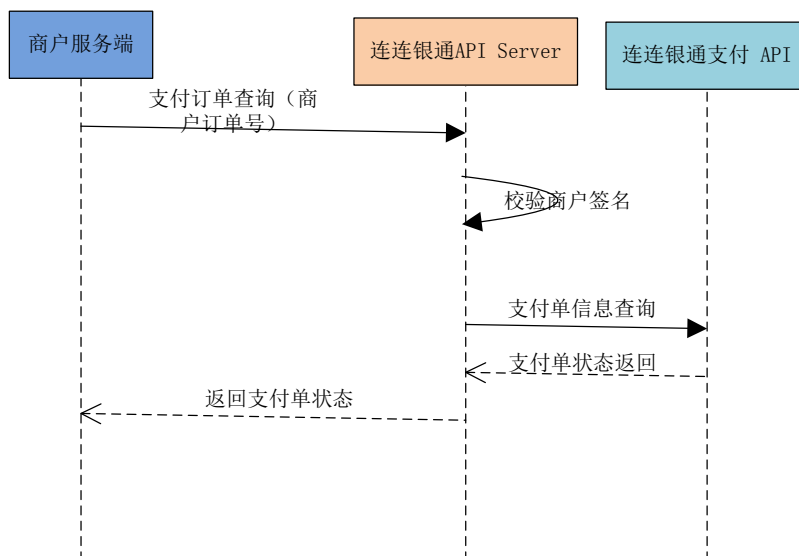 商户服务端
连连银通API Server
连连银通支付 API
支付订单查询（商
户订单号）
校验商户签名
支付单信息查询
支付单状态返回
返回支付单状态